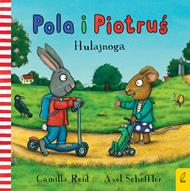 Pola i Piotruś
Hulajnoga
Camilla Reid Axel Scheffler